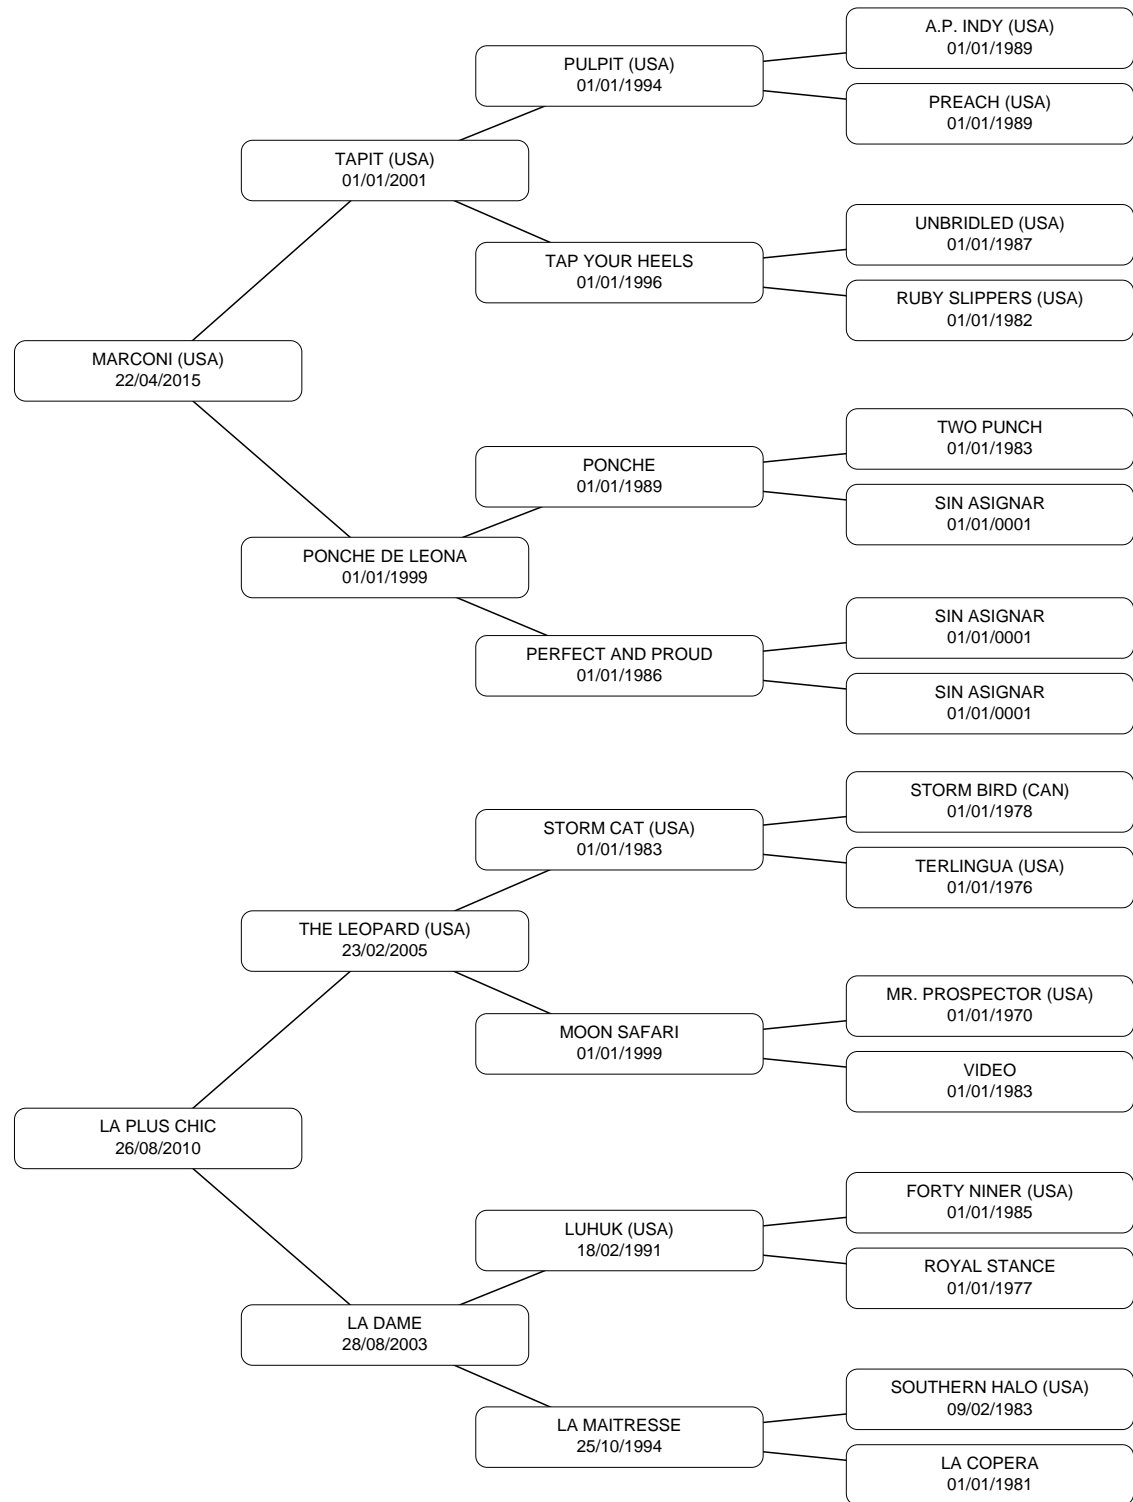 A.P. INDY (USA)
01/01/1989
PULPIT (USA)
01/01/1994
PREACH (USA)
01/01/1989
TAPIT (USA)
01/01/2001
UNBRIDLED (USA)
01/01/1987
TAP YOUR HEELS
01/01/1996
RUBY SLIPPERS (USA)
01/01/1982
MARCONI (USA)
22/04/2015
TWO PUNCH
01/01/1983
PONCHE
01/01/1989
SIN ASIGNAR
01/01/0001
PONCHE DE LEONA
01/01/1999
SIN ASIGNAR
01/01/0001
PERFECT AND PROUD
01/01/1986
SIN ASIGNAR
01/01/0001
STORM BIRD (CAN)
01/01/1978
STORM CAT (USA)
01/01/1983
TERLINGUA (USA)
01/01/1976
THE LEOPARD (USA)
23/02/2005
MR. PROSPECTOR (USA)
01/01/1970
MOON SAFARI
01/01/1999
VIDEO
01/01/1983
LA PLUS CHIC
26/08/2010
FORTY NINER (USA)
01/01/1985
LUHUK (USA)
18/02/1991
ROYAL STANCE
01/01/1977
LA DAME
28/08/2003
SOUTHERN HALO (USA)
09/02/1983
LA MAITRESSE
25/10/1994
LA COPERA
01/01/1981